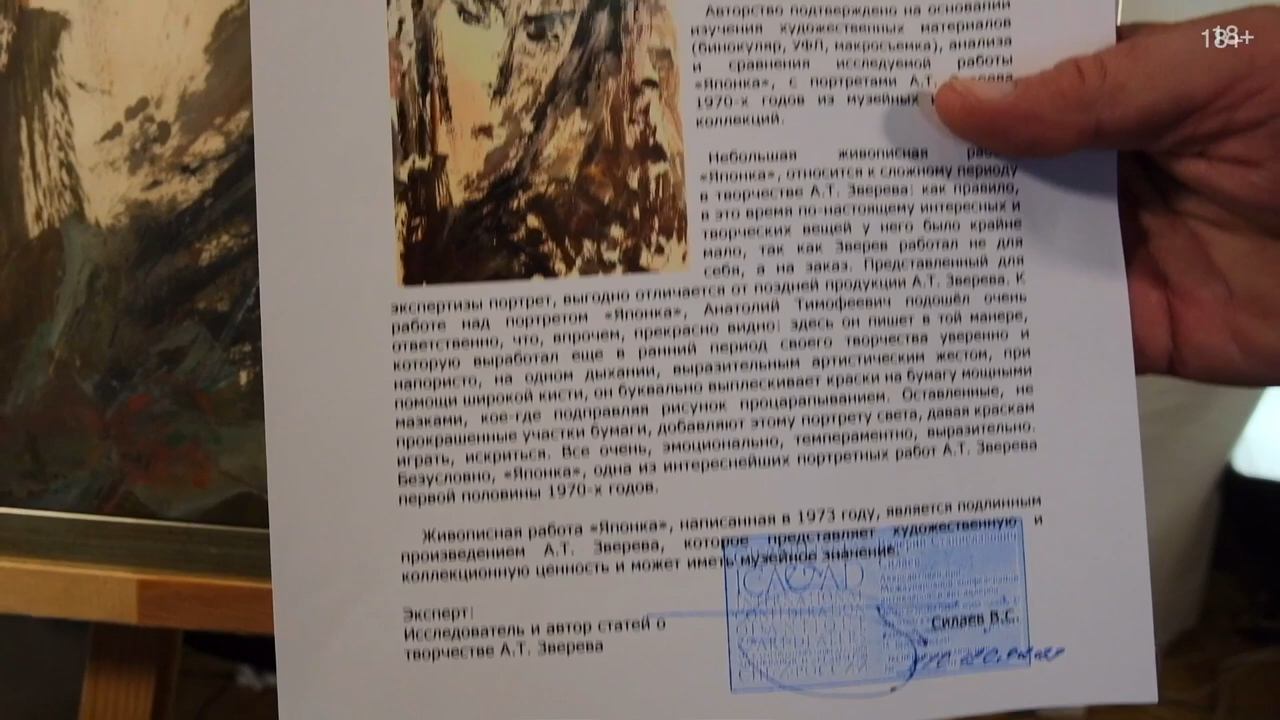 18+
Авторство подтверждено на основании
изучения художественных материалов
(бинокуляр, УФЛ, макросъемка), анализа
и сравнения исследуемой работы
«Японка», с портретами А.Т.
1970-х годов из музейных
коллекций.
Небольшая живописная
«Японка», относится к сложному периоду
в творчестве А.Т. Зверева: как правило,
в это время по-настоящему интересных и
творческих вещей у него было крайне
мало, так как Зверев работал не для
себя, а на заказ. Представленный для
экспертизы портрет, выгодно отличается от поздней продукции А.Т. Зверева. К
работе над портретом «Японка», Анатолий Тимофеевич подошёл очень
ответственно, что, впрочем, прекрасно видно: здесь он пишет в той манере,
которую выработал еще в ранний период своего творчества уверенно и
напористо, на одном дыхании, выразительным артистическим жестом, при
помощи широкой кисти, он буквально выплескивает краски на бумагу мощными
мазками, кое-где подправляя рисунок процарапыванием. Оставленные, не
прокрашенные участки бумаги, добавляют этому портрету света, давая краскам
играть, искриться. Все очень, эмоционально, темпераментно, выразительно.
Безусловно, «Японка», одна из интереснейших портретных работ А.Т. Зверева
первой половины 1970-х годов.
Живописная работа «Японка», написанная в 1973 году, является подлинным
произведением А.Т. Зверева, которое представляет художественную и
коллекционную ценность и может иметь музейное значение.
Станиславович
Силаев
Эксперт:
Исследователь и автор статей о
творчестве А.Т. Зверева
Силаев В.С.